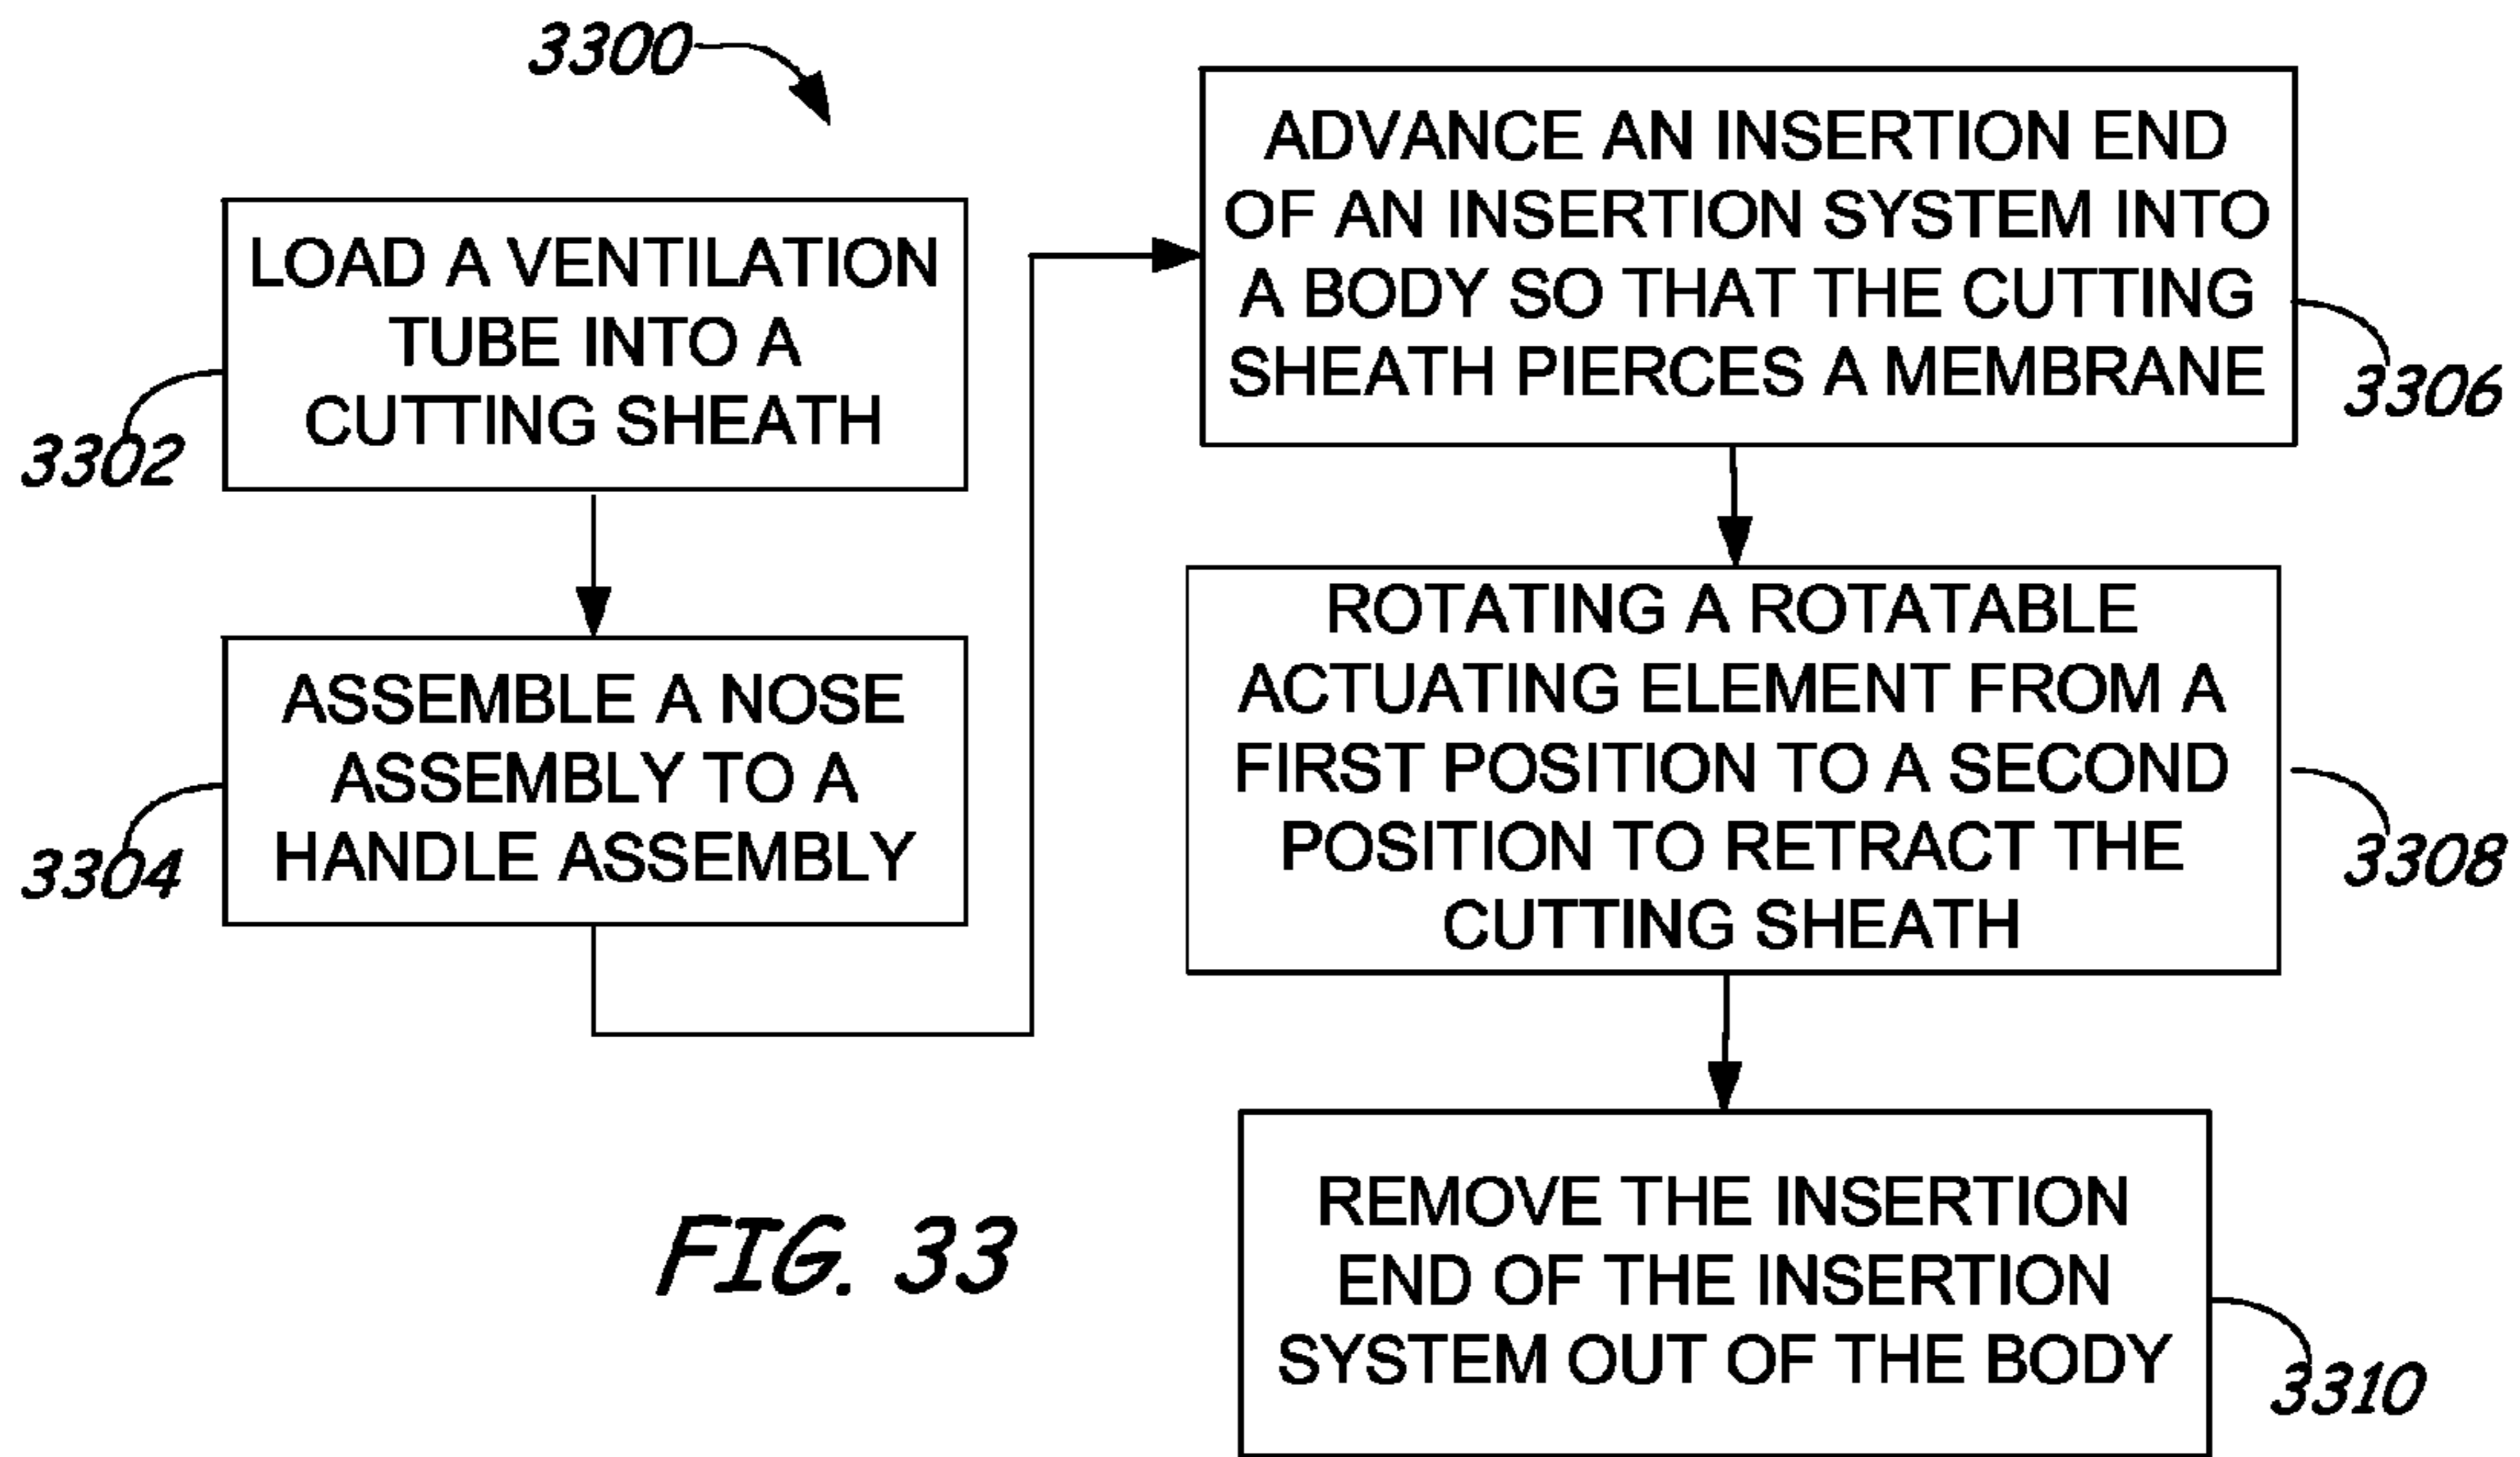 3300
LOAD A VENTILATION
TUBE INTO A
CUTTING SHEATH
3302
ASSEMBLE A NOSE
ASSEMBLY TO A
HANDLE ASSEMBLY
3304
ADVANCE AN INSERTION END
OF AN INSERTION SYSTEM INTO
A BODY SO THAT THE CUTTING
SHEATH PIERCES A MEMBRANE
3306
ROTATING A ROTATABLE
ACTUATING ELEMENT FROM A
FIRST POSITION TO A SECOND
POSITION TO RETRACT THE
CUTTING SHEATH
3308
REMOVE THE INSERTION
END OF THE INSERTION
SYSTEM OUT OF THE BODY
3310
FIG. 33